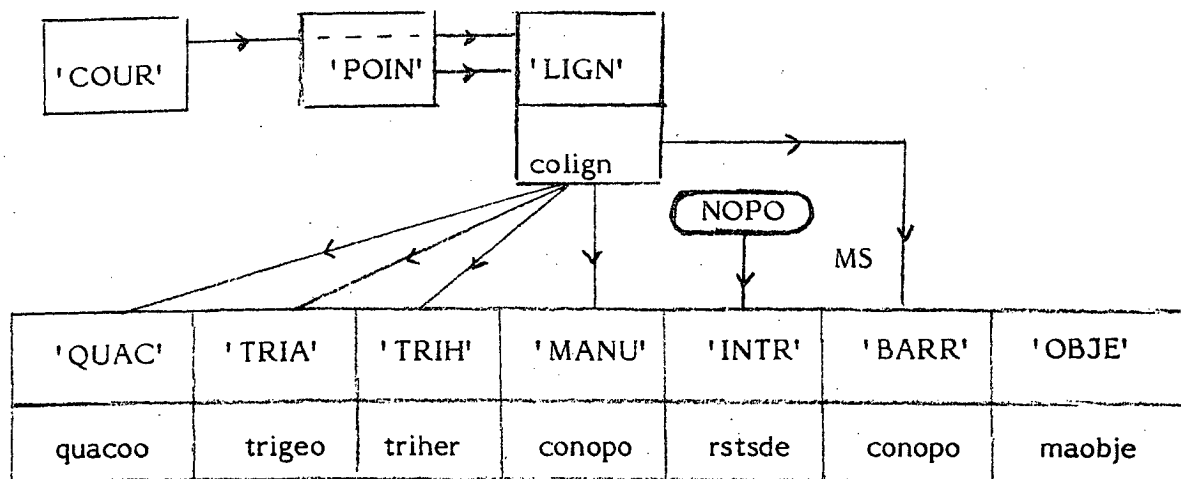 'COUR' 'POIN' 'LIGN'
colign
NOPO
MS
'QUAC' 'TRIA' 'TRIH' 'MANU' 'INTR' 'BARR' 'OBJE'
quacoo trigeo triher conopo rstsde conopo maobje